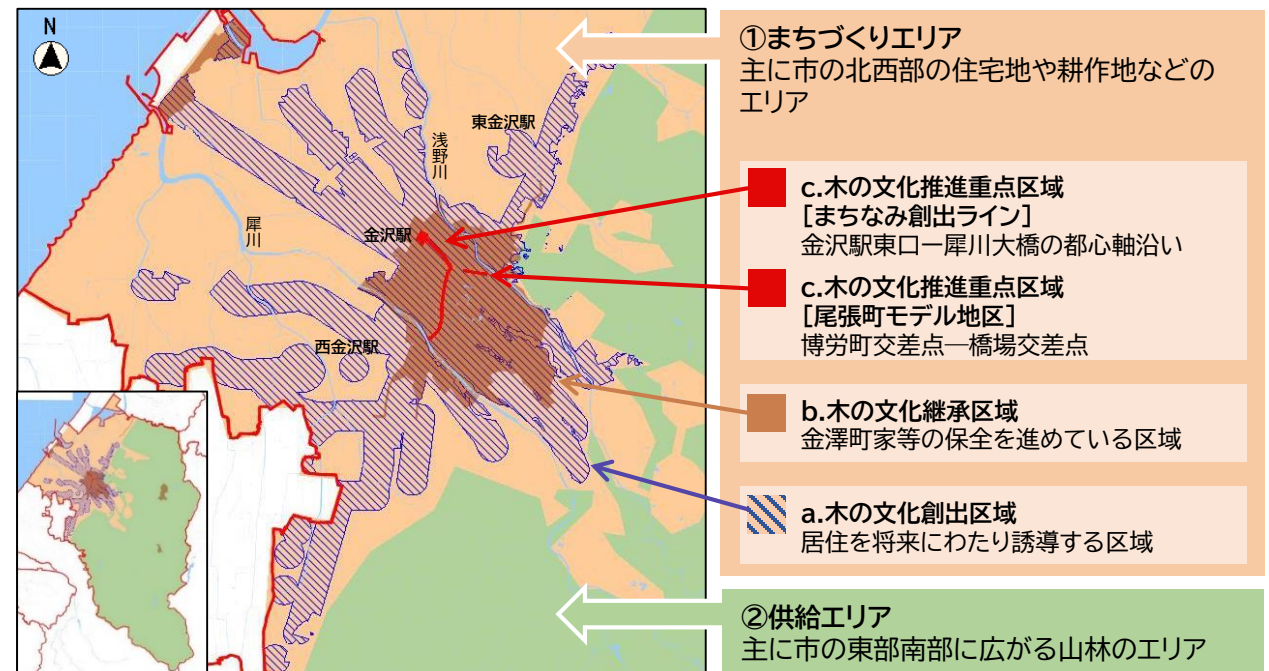 N
東金沢駅
浅野川
犀川
金沢駅
西金沢駅
①まちづくりエリア
主に市の北西部の住宅地や耕作地などの
エリア
c.木の文化推進重点区域
[まちなみ創出ライン]
金沢駅東口ー犀川大橋の都心軸沿い
c.木の文化推進重点区域
[尾張町モデル地区]
博労町交差点―橋場交差点
b.木の文化継承区域
金澤町家等の保全を進めている区域
a.木の文化創出区域
居住を将来にわたり誘導する区域
②供給エリア
主に市の東部南部に広がる山林のエリア